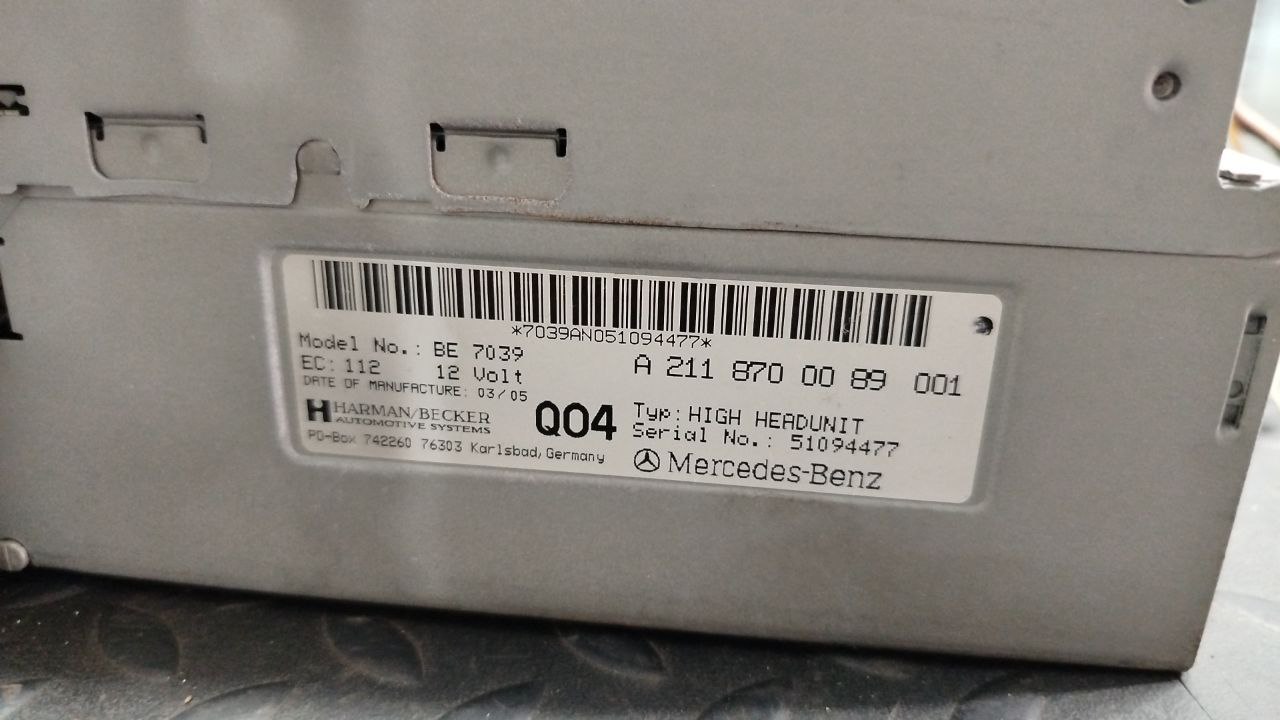 *7039AN051094477*
Model No.: BE 7039
EC: 112 12 Volt
DATE OF MANUFACTURE: 03/05
HARMAN/BECKER
AUTOMOTIVE SYSTEMS
PO-Box 742260 76303 Karlsbad, Germany
Q04
A 211 870 00 89 001
Typ: HIGH HEADUNIT
Serial No.: 51094477
Mercedes-Benz